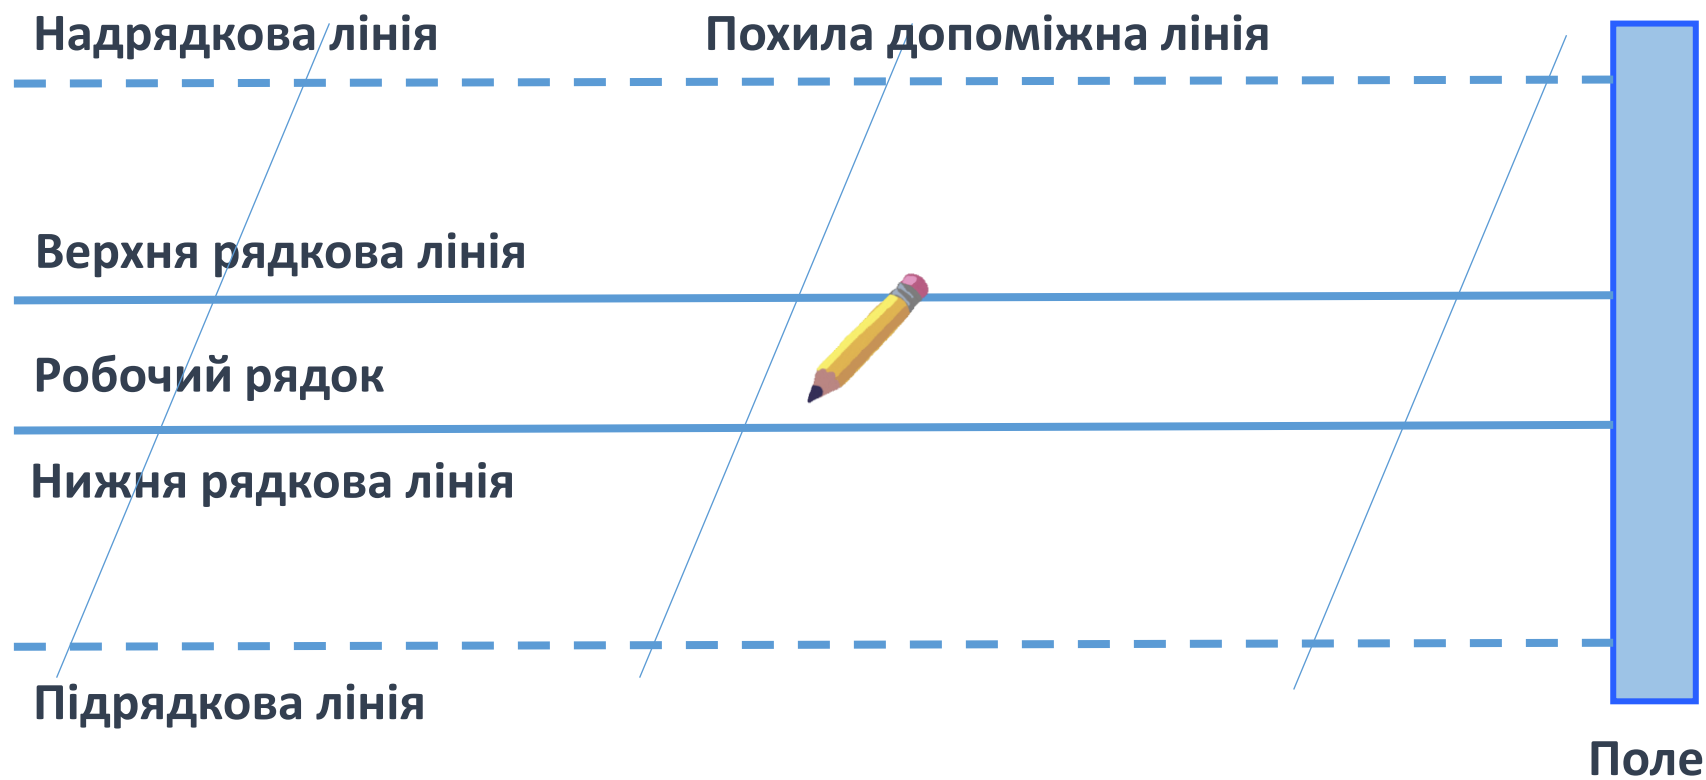 Надрядкова лінія
Похила допоміжна лінія
Верхня рядкова лінія
Робочий рядок
Нижня рядкова лінія
Підрядкова лінія
Поле